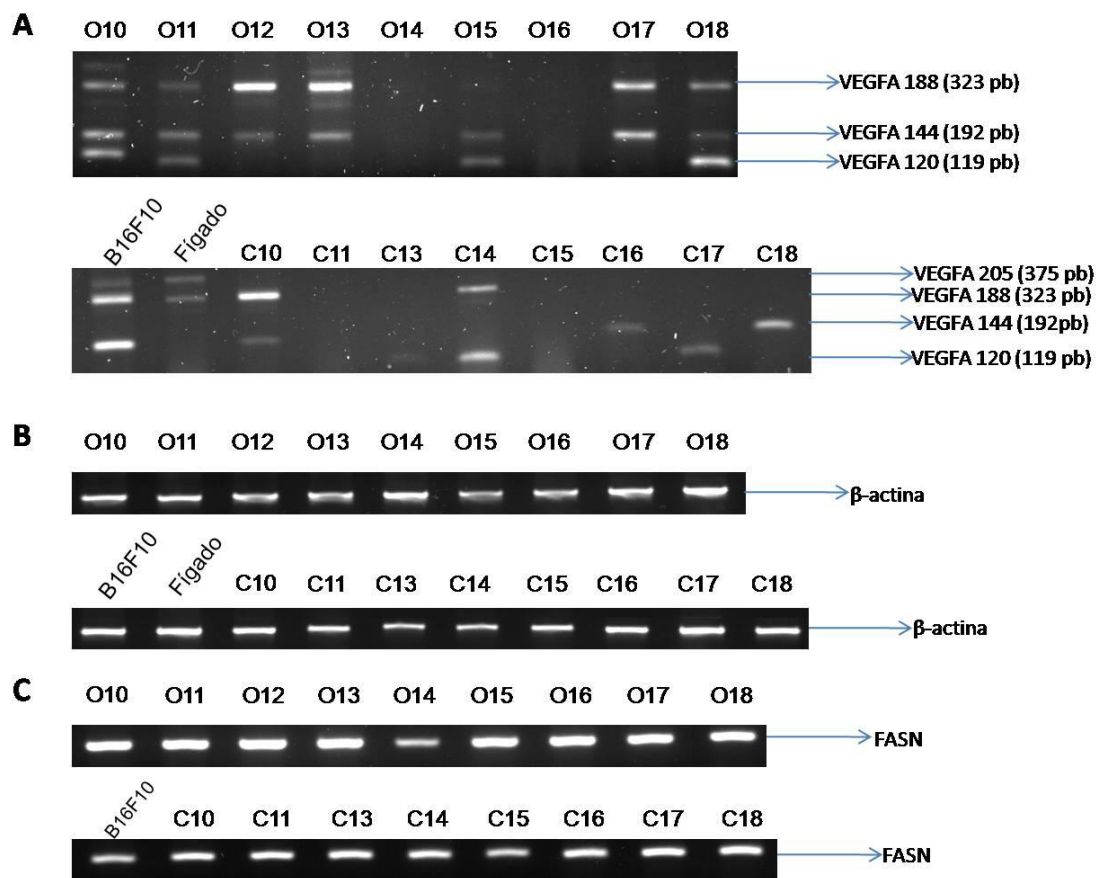 A
O10 O11 O12 O13 O14 O15 O16 O17 O18
VEGFA 188 (323 pb)
VEGFA 144 (192 pb)
VEGFA 120 (119 pb)
B16F10 Fígado C10 C11 C13 C14 C15 C16 C17 C18
VEGFA 205 (375 pb)
VEGFA 188 (323 pb)
VEGFA 144 (192pb)
VEGFA 120 (119 pb)
B
O10 O11 O12 O13 O14 O15 O16 O17 O18
β-actina
B16F10 Fígado C10 C11 C13 C14 C15 C16 C17 C18
β-actina
C
O10 O11 O12 O13 O14 O15 O16 O17 O18
FASN
B16F10 C10 C11 C13 C14 C15 C16 C17 C18
FASN